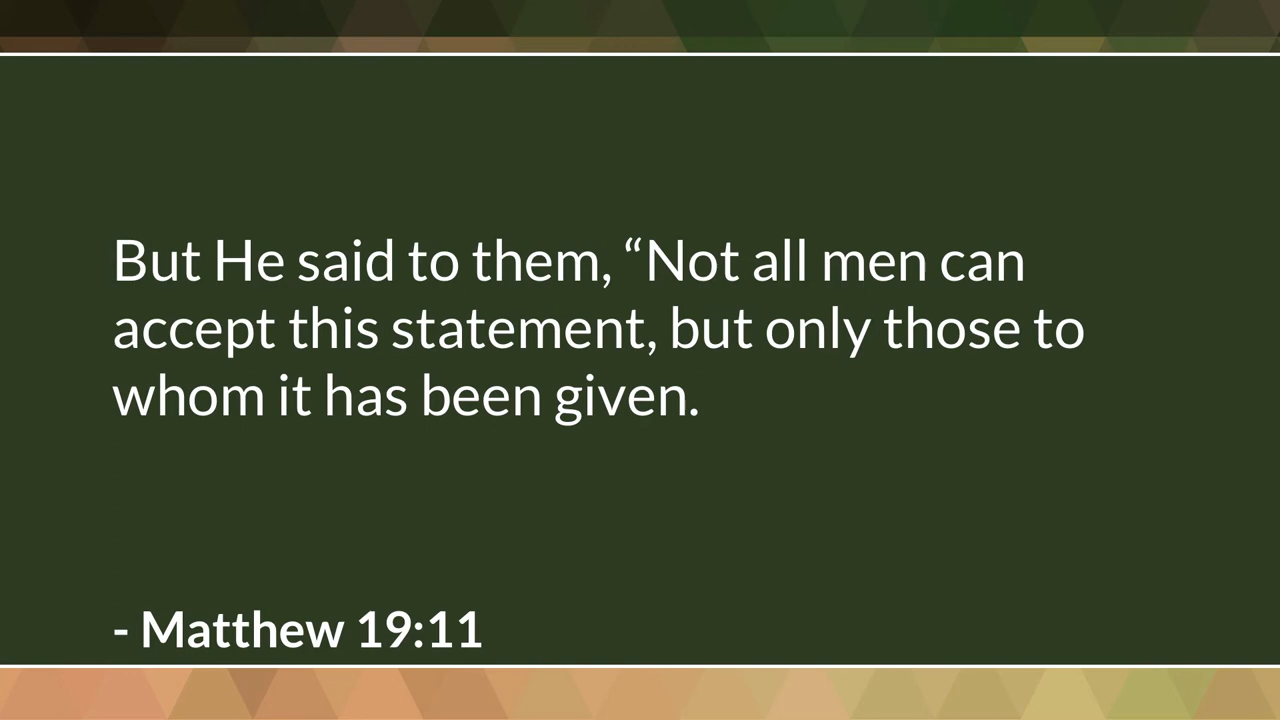 But He said to them, “Not all men can
accept this statement, but only those to
whom it has been given.
- Matthew 19:11